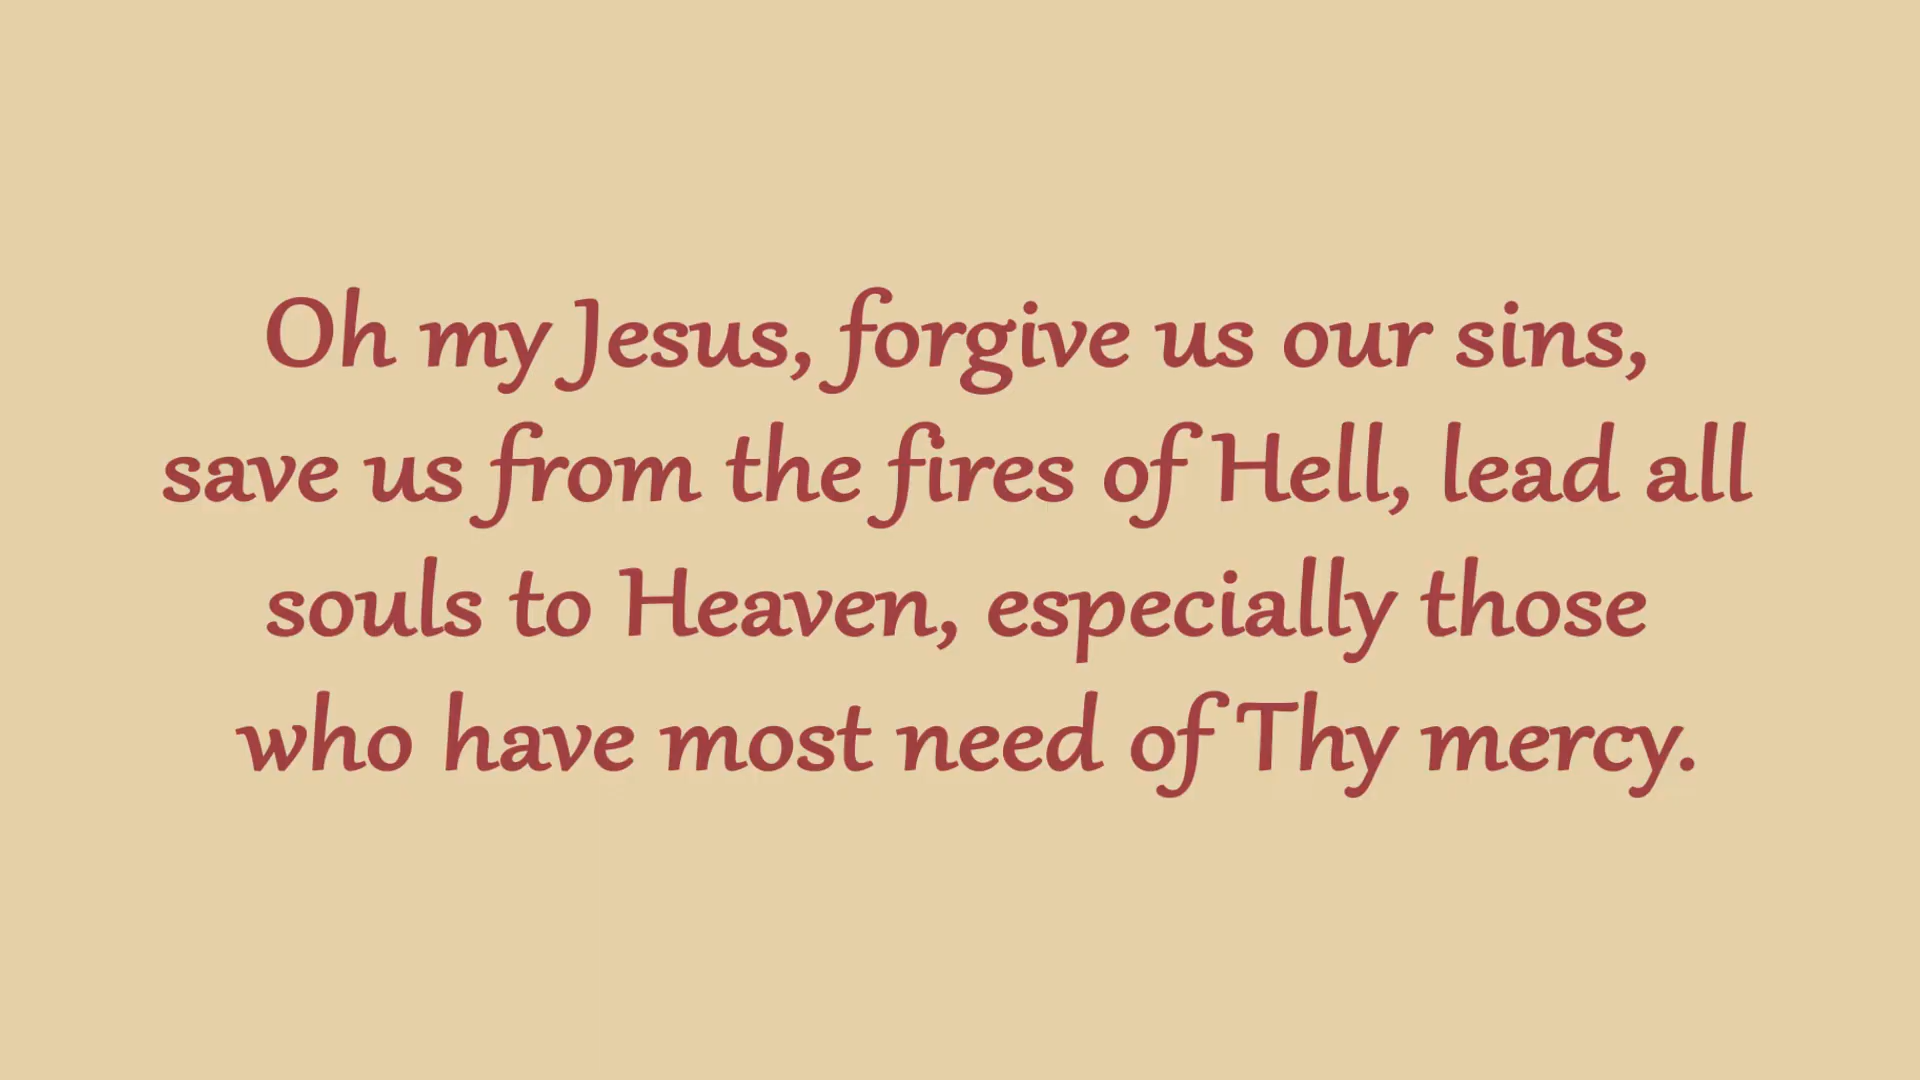 Oh my Jesus, forgive us our sins,
save us from the fires of Hell, lead all
souls to Heaven, especially those
who have most need of Thy mercy.